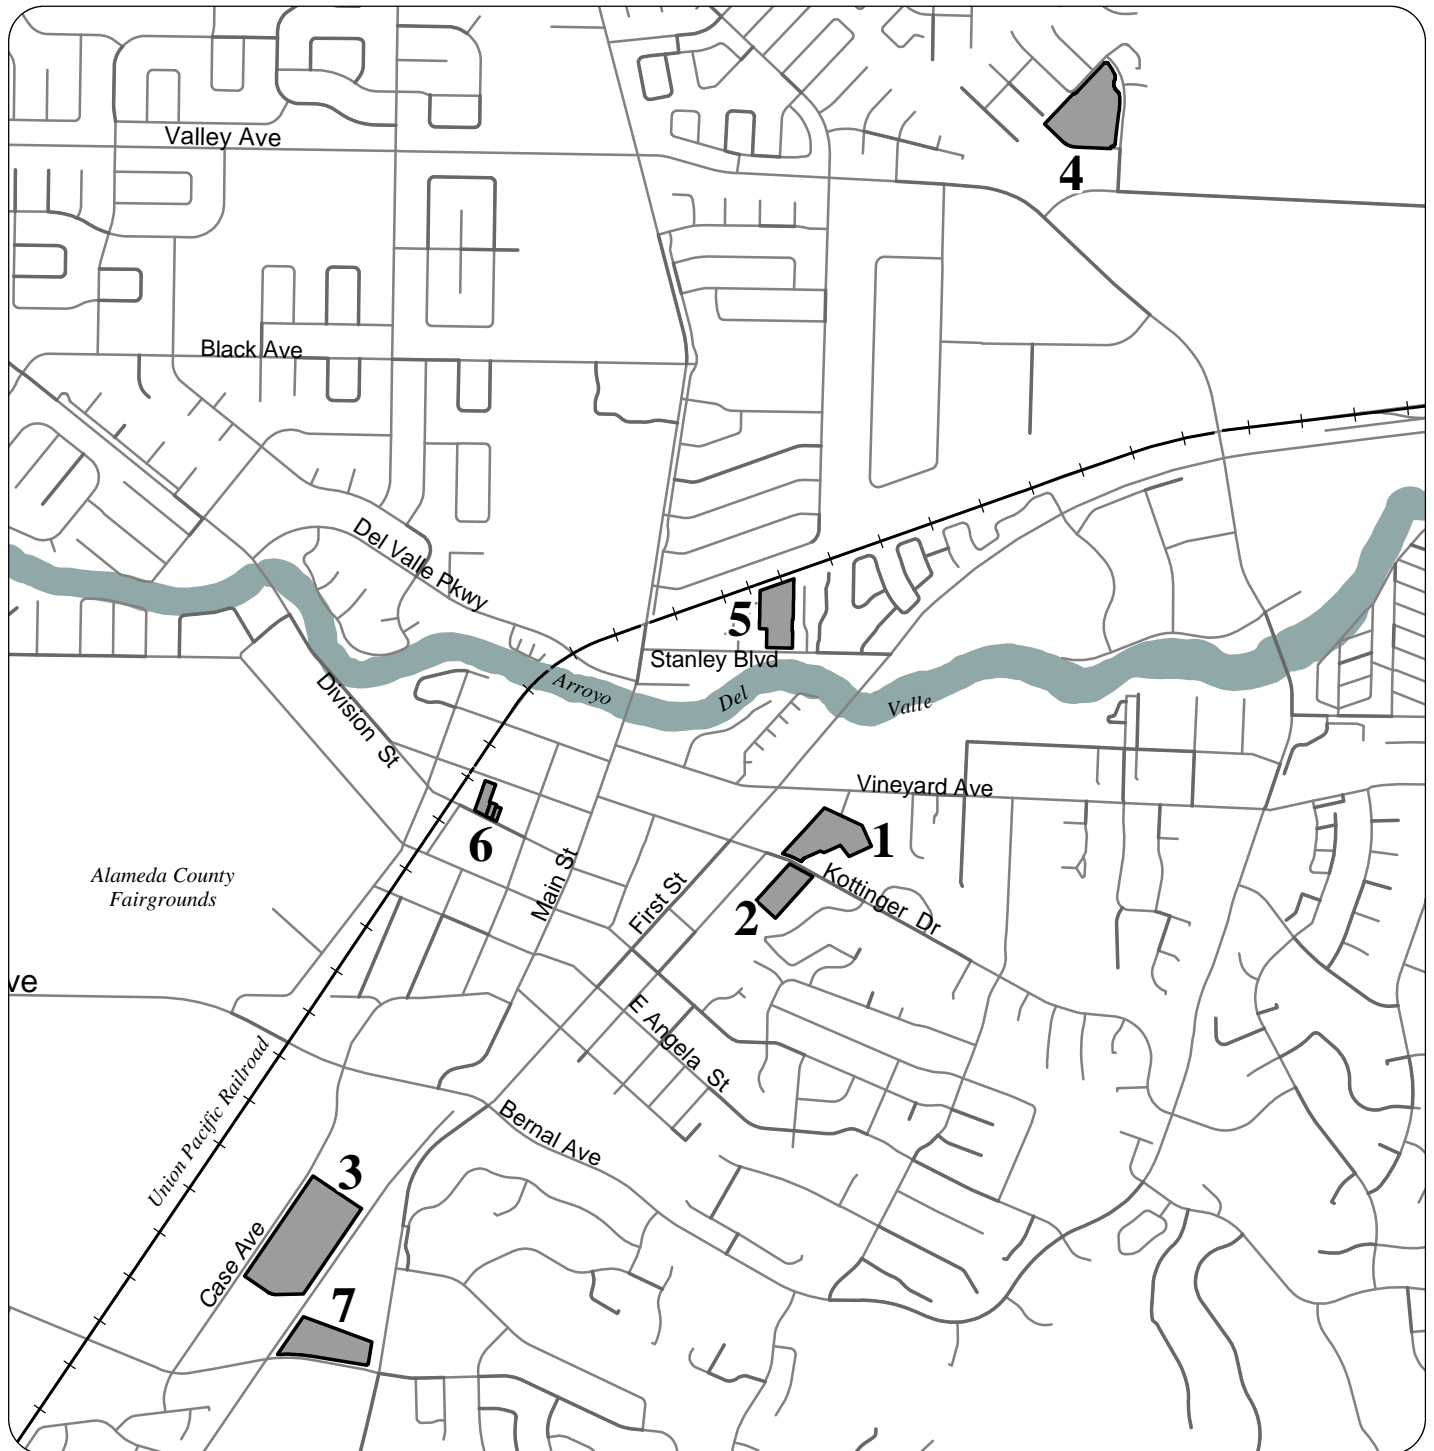 Valley Ave
4
Black Ave
Del Valle Pkwy
5
Stanley Blvd
Arroyo
Del
Valle
Division St
Vineyard Ave
6
1
Alameda County
Fairgrounds
Main St
First St
Kottinger Dr
2
ve
E Angela St
Union Pacific Railroad
Bernal Ave
3
Case Ave
7